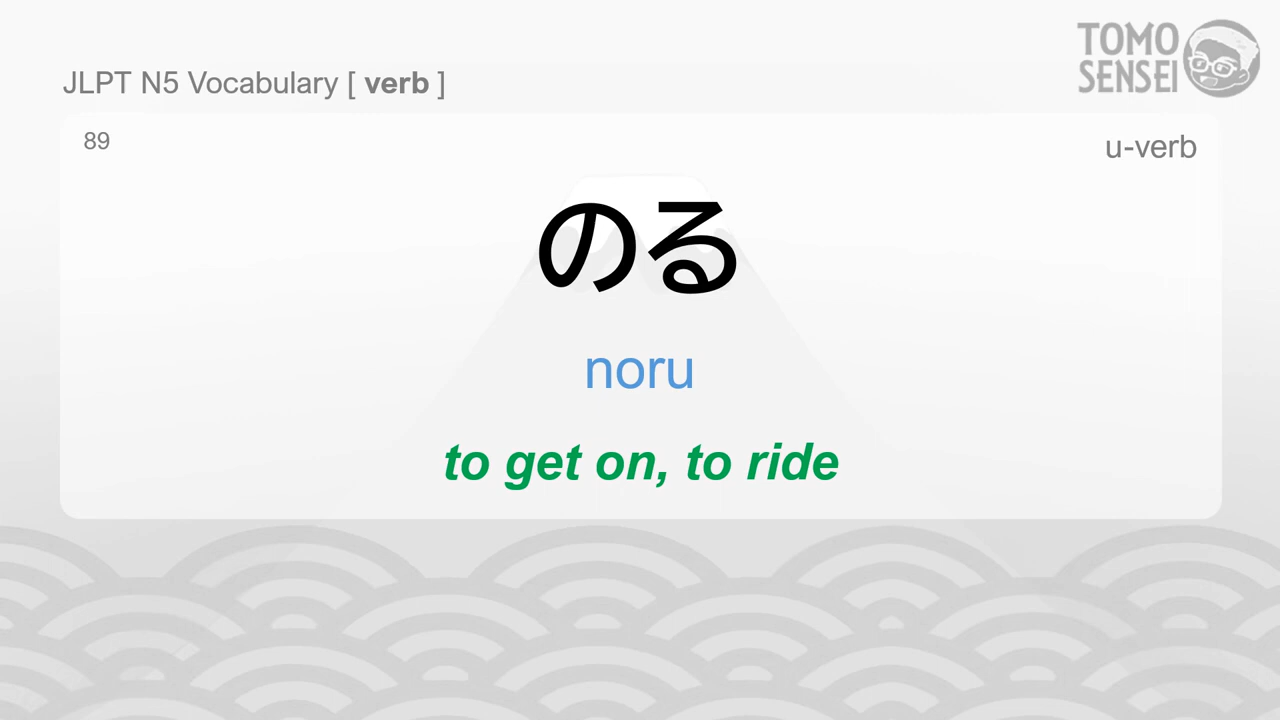 TOMO
SENSEI
JLPT N5 Vocabulary [ verb ]
89
u-verb
のる
noru
to get on, to ride